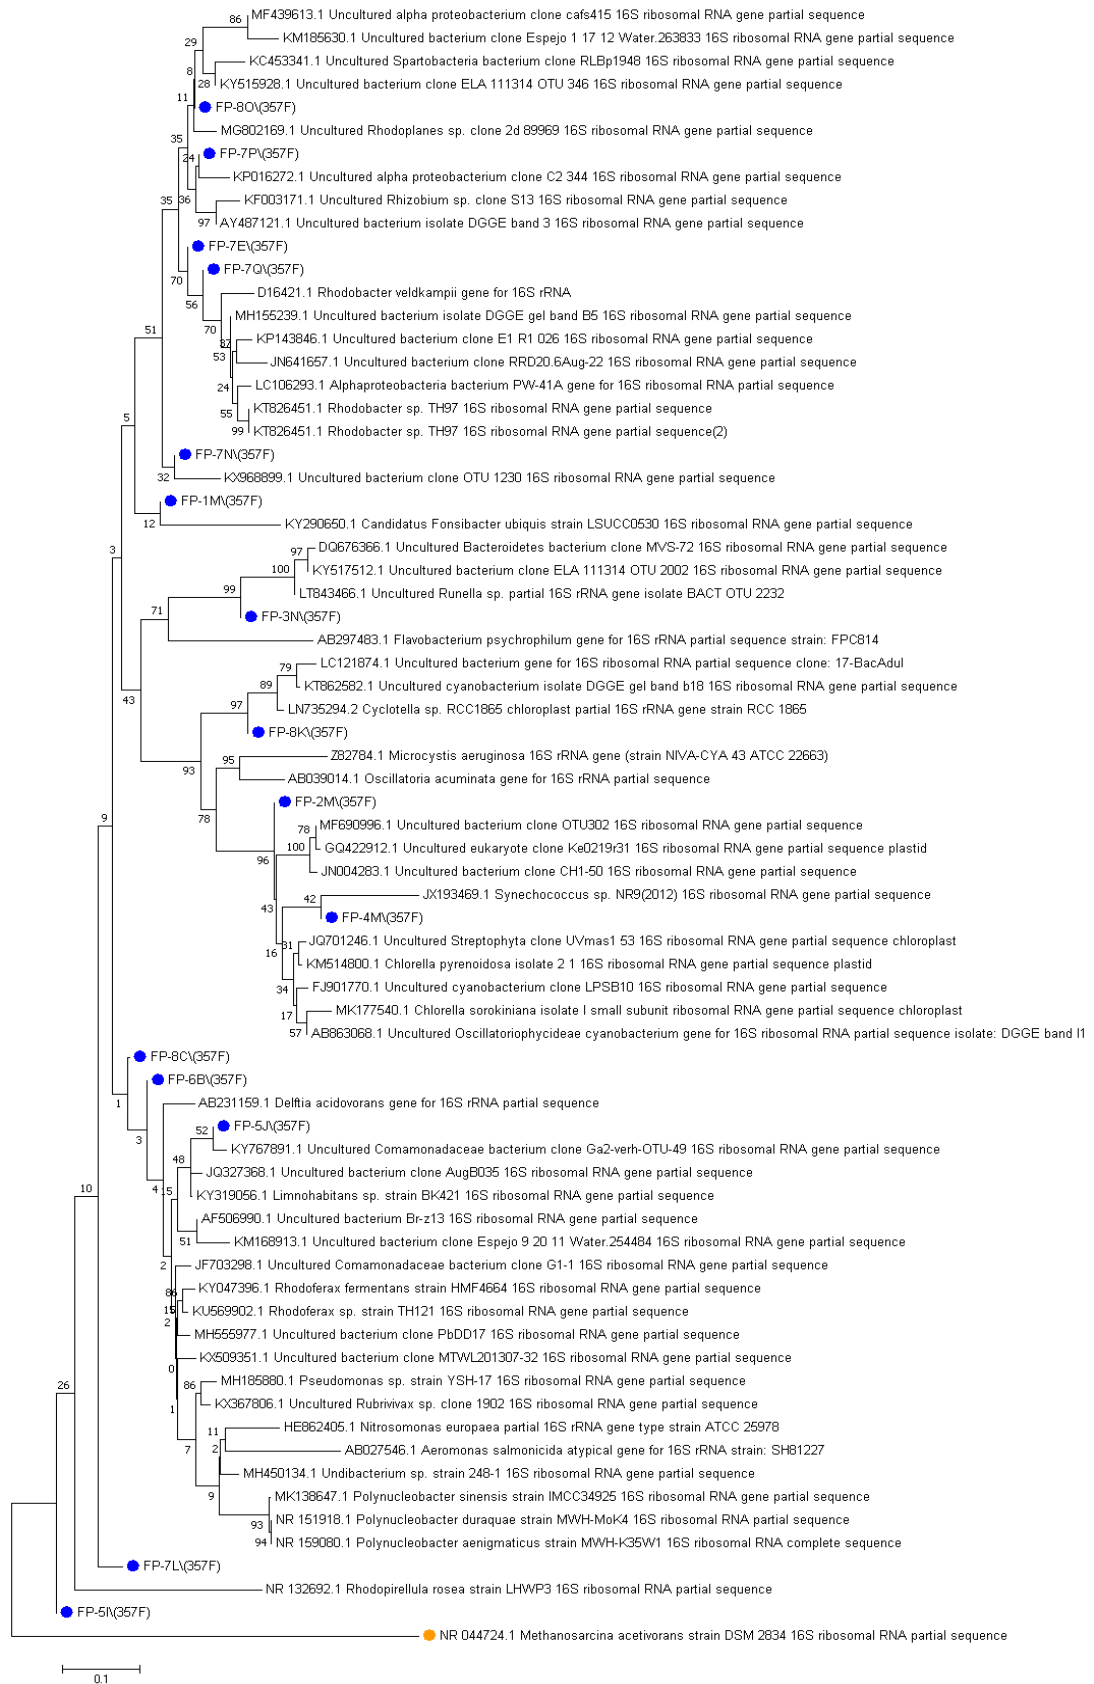 86
MF439613.1 Uncultured alpha proteobacterium clone cafs415 16S ribosomal RNA gene partial sequence
29
KM185630.1 Uncultured bacterium clone Espejo 1 17 12 Water.263833 16S ribosomal RNA gene partial sequence
KC453341.1 Uncultured Spartobacteria bacterium clone RLBp1948 16S ribosomal RNA gene partial sequence
8
28
KY515928.1 Uncultured bacterium clone ELA 111314 OTU 346 16S ribosomal RNA gene partial sequence
11
FP-8O\(357F)
MG802169.1 Uncultured Rhodoplanes sp. clone 2d 89969 16S ribosomal RNA gene partial sequence
35
24
FP-7P\(357F)
KP016272.1 Uncultured alpha proteobacterium clone C2 344 16S ribosomal RNA gene partial sequence
35
36
KF003171.1 Uncultured Rhizobium sp. clone S13 16S ribosomal RNA gene partial sequence
97
AY487121.1 Uncultured bacterium isolate DGGE band 3 16S ribosomal RNA gene partial sequence
FP-7E\(357F)
70
FP-7Q\(357F)
D16421.1 Rhodobacter veldkampii gene for 16S rRNA
56
MH155239.1 Uncultured bacterium isolate DGGE gel band B5 16S ribosomal RNA gene partial sequence
51
70
37
KP143846.1 Uncultured bacterium clone E1 R1 026 16S ribosomal RNA gene partial sequence
53
JN641657.1 Uncultured bacterium clone RRD20.6Aug-22 16S ribosomal RNA gene partial sequence
24
LC106293.1 Alphaproteobacteria bacterium PW-41A gene for 16S ribosomal RNA partial sequence
55
KT826451.1 Rhodobacter sp. TH97 16S ribosomal RNA gene partial sequence
5
99
KT826451.1 Rhodobacter sp. TH97 16S ribosomal RNA gene partial sequence(2)
FP-7N\(357F)
32
KX968899.1 Uncultured bacterium clone OTU 1230 16S ribosomal RNA gene partial sequence
FP-1M\(357F)
12
KY290650.1 Candidatus Fonsibacter ubiquis strain LSUCC0530 16S ribosomal RNA gene partial sequence
3
97
DQ676366.1 Uncultured Bacteroidetes bacterium clone MVS-72 16S ribosomal RNA gene partial sequence
100
KY517512.1 Uncultured bacterium clone ELA 111314 OTU 2002 16S ribosomal RNA gene partial sequence
99
LT843466.1 Uncultured Runella sp. partial 16S rRNA gene isolate BACT OTU 2232
71
FP-3N\(357F)
AB297483.1 Flavobacterium psychrophilum gene for 16S rRNA partial sequence strain: FPC814
79
LC121874.1 Uncultured bacterium gene for 16S ribosomal RNA partial sequence clone: 17-BacAdul
43
89
KT862582.1 Uncultured cyanobacterium isolate DGGE gel band b18 16S ribosomal RNA gene partial sequence
97
LN735294.2 Cyclotella sp. RCC1865 chloroplast partial 16S rRNA gene strain RCC 1865
FP-8K\(357F)
93
95
Z82784.1 Microcystis aeruginosa 16S rRNA gene (strain NIVA-CYA 43 ATCC 22663)
AB039014.1 Oscillatoria acuminata gene for 16S rRNA partial sequence
FP-2M\(357F)
9
78
78
MF690996.1 Uncultured bacterium clone OTU302 16S ribosomal RNA gene partial sequence
96
100
GQ422912.1 Uncultured eukaryote clone Ke0219r31 16S ribosomal RNA gene partial sequence plastid
JN004283.1 Uncultured bacterium clone CH1-50 16S ribosomal RNA gene partial sequence
43
42
JX193469.1 Synechococcus sp. NR9(2012) 16S ribosomal RNA gene partial sequence
FP-4M\(357F)
16
31
JQ701246.1 Uncultured Streptophyta clone UVmas1 53 16S ribosomal RNA gene partial sequence chloroplast
KM514800.1 Chlorella pyrenoidosa isolate 2 1 16S ribosomal RNA gene partial sequence plastid
34
FJ901770.1 Uncultured cyanobacterium clone LPSB10 16S ribosomal RNA gene partial sequence
17
MK177540.1 Chlorella sorokiniana isolate I small subunit ribosomal RNA gene partial sequence chloroplast
57
AB863068.1 Uncultured Oscillatoriophycideae cyanobacterium gene for 16S ribosomal RNA partial sequence isolate: DGGE band I1
FP-8C\(357F)
FP-6B\(357F)
1
AB231159.1 Delftia acidovorans gene for 16S rRNA partial sequence
3
52
FP-5J\(357F)
KY767891.1 Uncultured Comamonadaceae bacterium clone Ga2-verh-OTU-49 16S ribosomal RNA gene partial sequence
48
JQ327368.1 Uncultured bacterium clone AugB035 16S ribosomal RNA gene partial sequence
10
4
15
KY319056.1 Limnohabitans sp. strain BK421 16S ribosomal RNA gene partial sequence
AF506990.1 Uncultured bacterium Br-z13 16S ribosomal RNA gene partial sequence
51
KM168913.1 Uncultured bacterium clone Espejo 9 20 11 Water.254484 16S ribosomal RNA gene partial sequence
2
JF703298.1 Uncultured Comamonadaceae bacterium clone G1-1 16S ribosomal RNA gene partial sequence
KY047396.1 Rhodoferax fermentans strain HMF4664 16S ribosomal RNA gene partial sequence
KU569902.1 Rhodoferax sp. strain TH121 16S ribosomal RNA gene partial sequence
2
MH555977.1 Uncultured bacterium clone PbDD17 16S ribosomal RNA gene partial sequence
KX509351.1 Uncultured bacterium clone MTWL201307-32 16S ribosomal RNA gene partial sequence
0
26
86
MH185880.1 Pseudomonas sp. strain YSH-17 16S ribosomal RNA gene partial sequence
KX367806.1 Uncultured Rubrivivax sp. clone 1902 16S ribosomal RNA gene partial sequence
1
11
HE862405.1 Nitrosomonas europaea partial 16S rRNA gene type strain ATCC 25978
7
2
AB027546.1 Aeromonas salmonicida atypical gene for 16S rRNA strain: SH81227
MH450134.1 Undibacterium sp. strain 248-1 16S ribosomal RNA gene partial sequence
9
MK138647.1 Polynucleobacter sinensis strain IMCC34925 16S ribosomal RNA gene partial sequence
93
NR 151918.1 Polynucleobacter duraquae strain MWH-MoK4 16S ribosomal RNA partial sequence
94
NR 159080.1 Polynucleobacter aenigmaticus strain MWH-K35W1 16S ribosomal RNA complete sequence
FP-7L\(357F)
NR 132692.1 Rhodopirellula rosea strain LHWP3 16S ribosomal RNA partial sequence
FP-5I\(357F)
NR 044724.1 Methanosarcina acetivorans strain DSM 2834 16S ribosomal RNA partial sequence
0.1